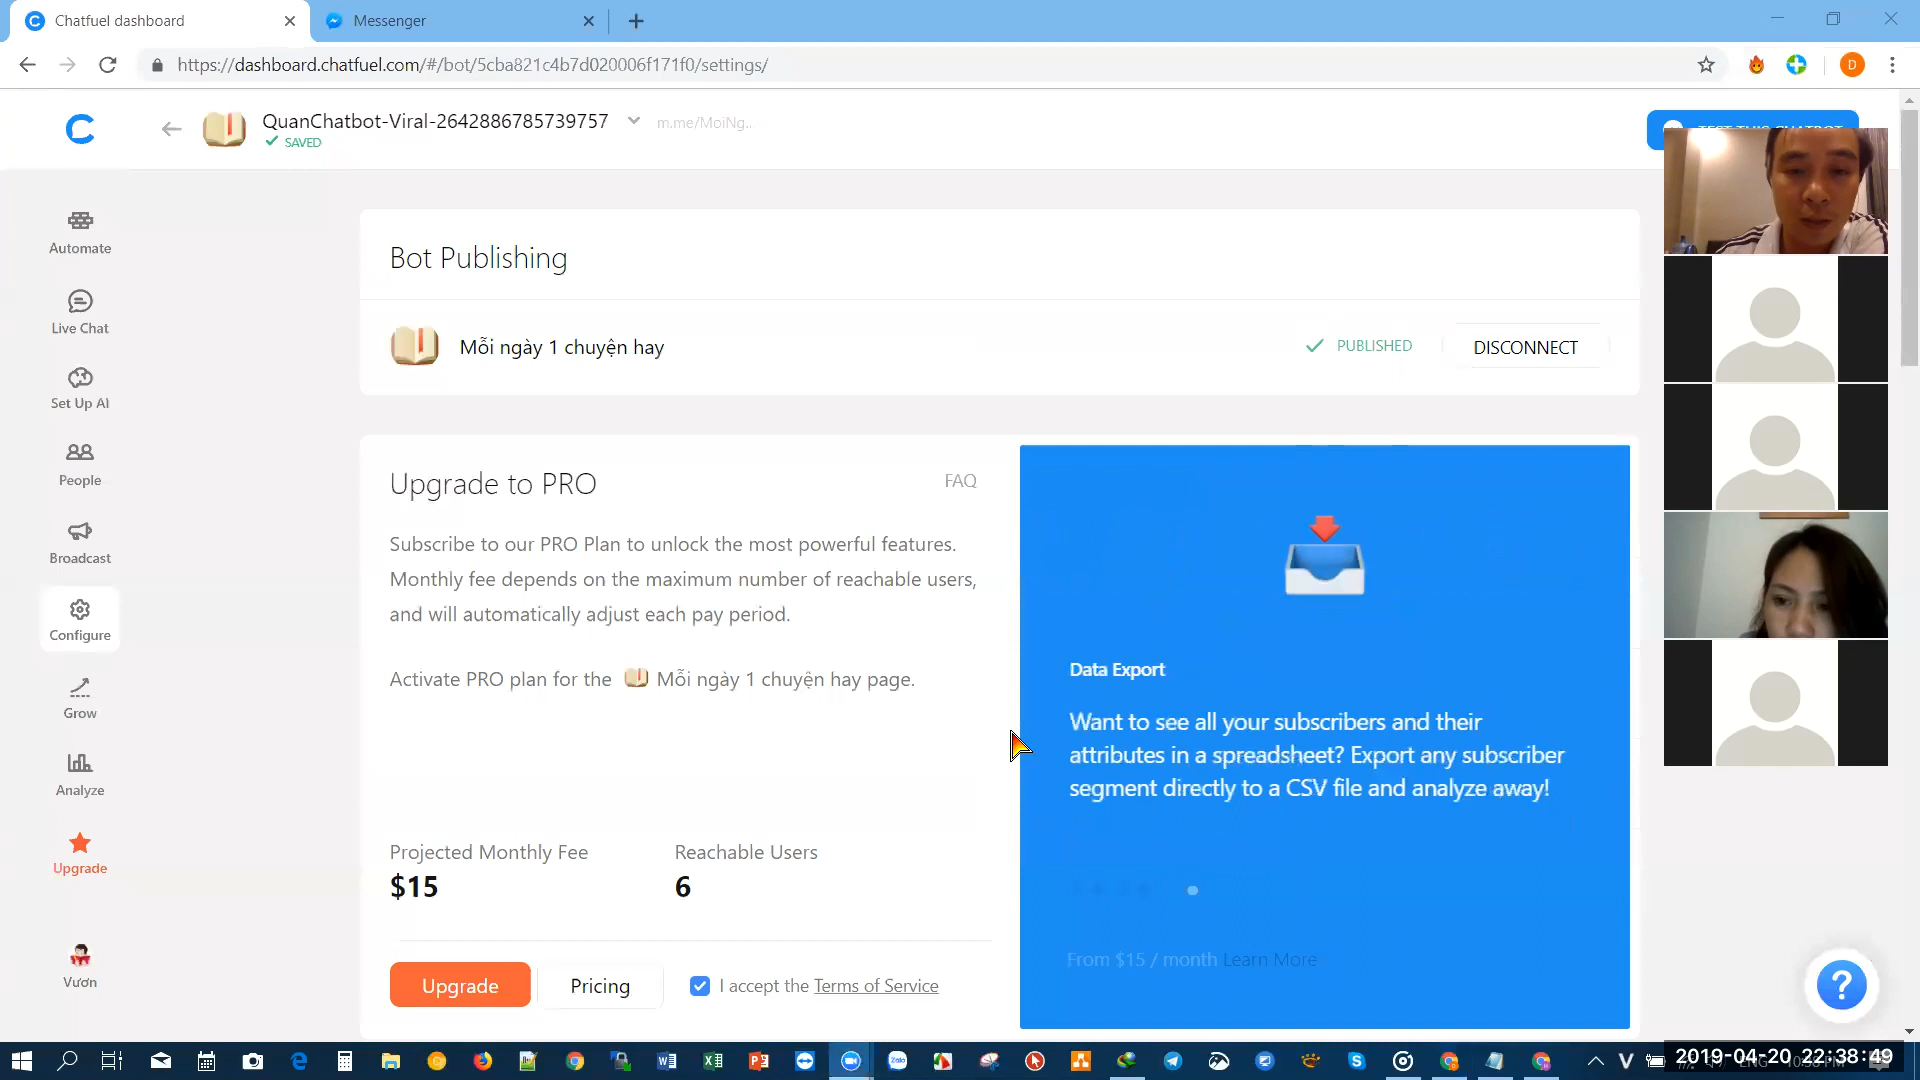 Chatfuel dashboard
Messenger
https://dashboard.chatfuel.com/#/bot/5cba821c4b7d020006f171f0/settings/
D
QuanChatbot-Viral-2642886785739757
m.me/MoiNg...
SAVED
TEST THIS CHATBOT
Automate
Live Chat
Set Up AI
People
Broadcast
Configure
Grow
Analyze
Upgrade
Vươn
Bot Publishing
Mỗi ngày 1 chuyện hay
PUBLISHED
DISCONNECT
Upgrade to PRO
FAQ
Subscribe to our PRO Plan to unlock the most powerful features.
Monthly fee depends on the maximum number of reachable users,
and will automatically adjust each pay period.
Activate PRO plan for the Mỗi ngày 1 chuyện hay page.
Projected Monthly Fee
$15
Reachable Users
6
Upgrade
Pricing
I accept the Terms of Service
Data Export
Want to see all your subscribers and their
attributes in a spreadsheet? Export any subscriber
segment directly to a CSV file and analyze away!
From $15 / month Learn More
?
2019-04-20 22:38:49